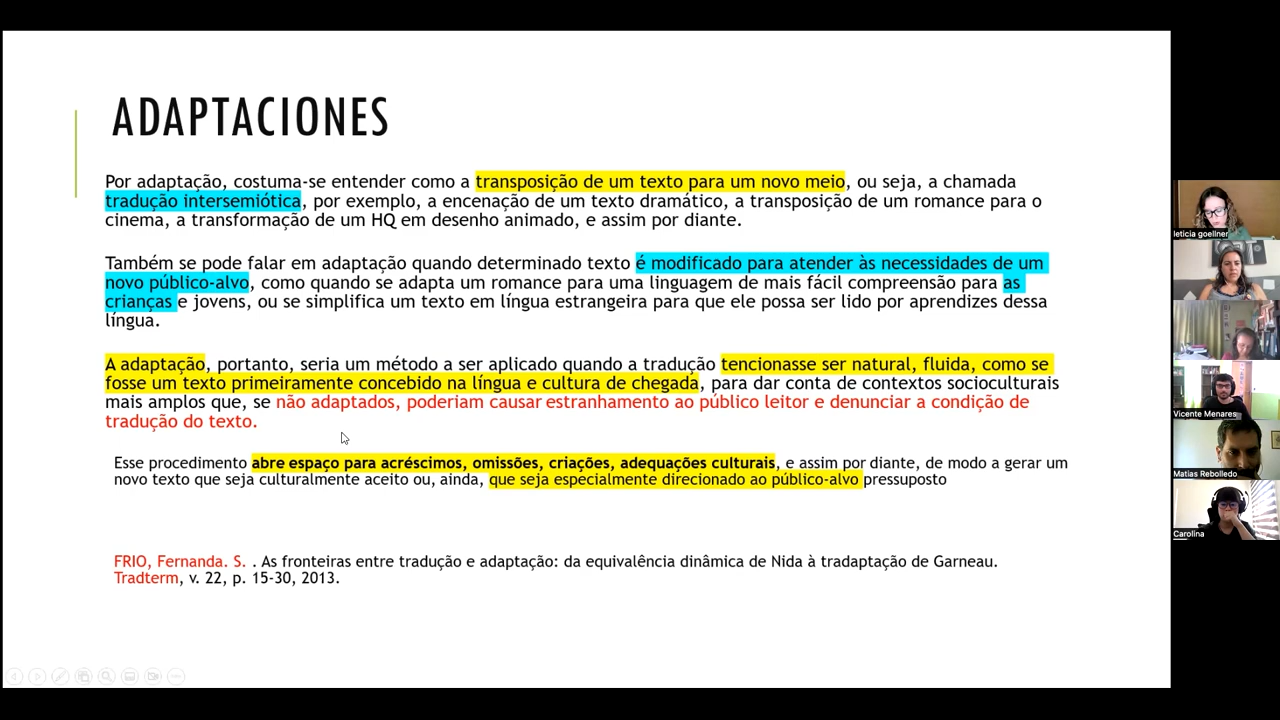 ADAPTACIONES
Por adaptação, costuma-se entender como a transposição de um texto para um novo meio, ou seja, a chamada
tradução intersemiótica, por exemplo, a encenação de um texto dramático, a transposição de um romance para o
cinema, a transformação de um HQ em desenho animado, e assim por diante.
Também se pode falar em adaptação quando determinado texto é modificado para atender às necessidades de um
novo público-alvo, como quando se adapta um romance para uma linguagem de mais fácil compreensão para as
crianças e jovens, ou se simplifica um texto em língua estrangeira para que ele possa ser lido por aprendizes dessa
língua.
A adaptação, portanto, seria um método a ser aplicado quando a tradução tencionasse ser natural, fluida, como se
fosse um texto primeiramente concebido na língua e cultura de chegada, para dar conta de contextos socioculturais
mais amplos que, se não adaptados, poderiam causar estranhamento ao público leitor e denunciar a condição de
tradução do texto.
Esse procedimento abre espaço para acréscimos, omissões, criações, adequações culturais, e assim por diante, de modo a gerar um
novo texto que seja culturalmente aceito ou, ainda, que seja especialmente direcionado ao público-alvo pressuposto
FRIO, Fernanda. S. . As fronteiras entre tradução e adaptação: da equivalência dinâmica de Nida à tradaptação de Garneau.
Tradterm, v. 22, p. 15-30, 2013.
leticia goellner
Vicente Menares
Matias Rebolledo
Carolina